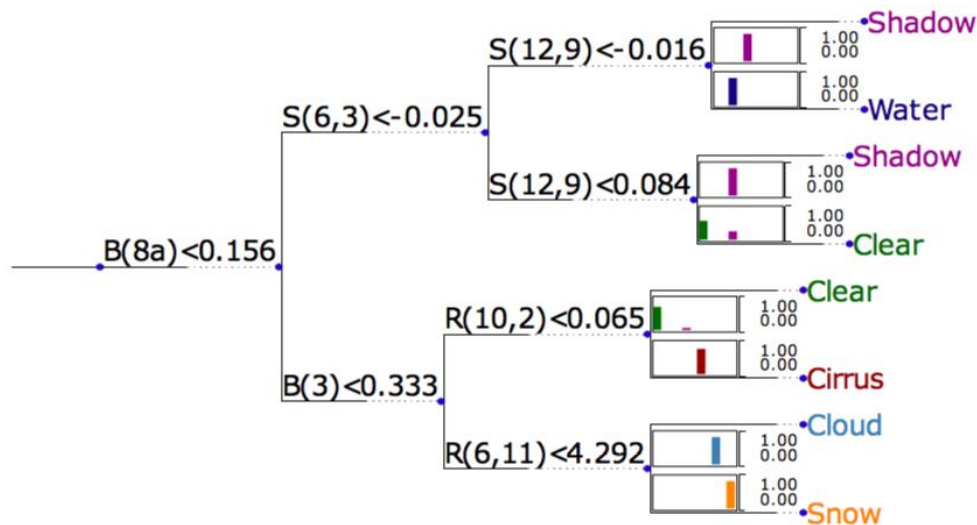 Shadow
1.00
0.00
S(12,9)<-0.016
1.00
0.00
Water
S(6,3)<-0.025
Shadow
1.00
0.00
S(12,9)<0.084
1.00
0.00
Clear
B(8a)<0.156
Clear
1.00
0.00
R(10,2)<0.065
1.00
0.00
Cirrus
B(3)<0.333
Cloud
1.00
0.00
R(6,11)<4.292
1.00
0.00
Snow